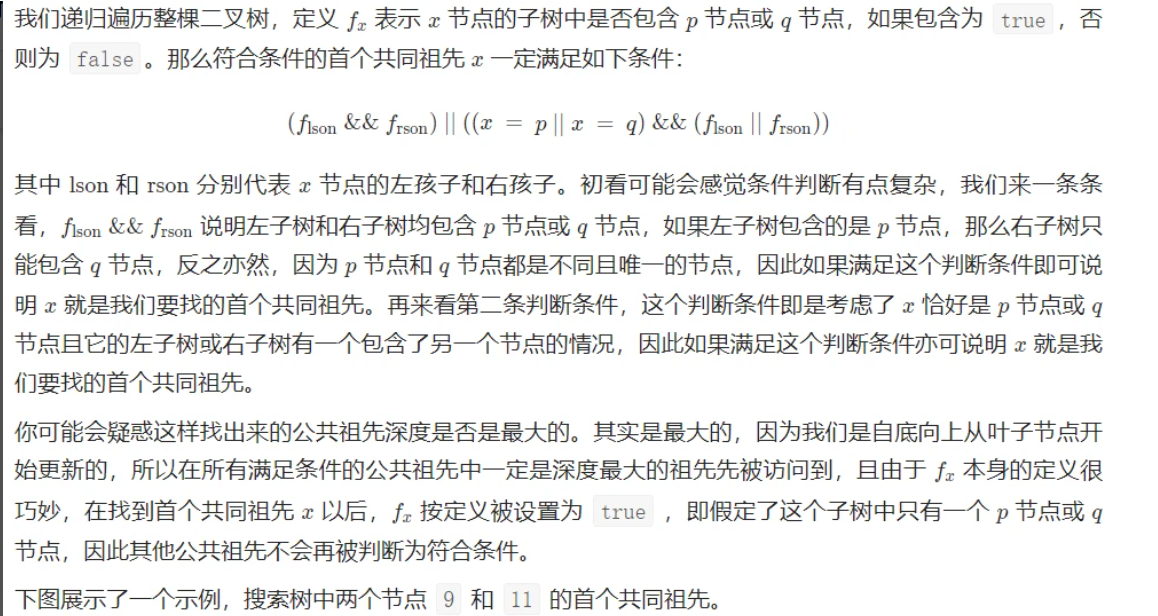 我们递归遍历整棵二叉树，定义 fx 表示 x 节点的子树中是否包含 p 节点或 q 节点，如果包含为 true ，否
则为 false 。那么符合条件的首个共同祖先 x 一定满足如下条件：
(flson && frson) || ((x = p || x = q) && (flson || frson))
其中 lson 和 rson 分别代表 x 节点的左孩子和右孩子。初看可能会感觉条件判断有点复杂，我们来一条条
看，flson && frson 说明左子树和右子树均包含 p 节点或 q 节点，如果左子树包含的是 p 节点，那么右子树只
能包含 q 节点，反之亦然，因为 p 节点和 q 节点都是不同且唯一的节点，因此如果满足这个判断条件即可说
明 x 就是我们要找的首个共同祖先。再来看第二条判断条件，这个判断条件即是考虑了 x 恰好是 p 节点或 q
节点且它的左子树或右子树有一个包含了另一个节点的情况，因此如果满足这个判断条件亦可说明 x 就是我
们要找的首个共同祖先。
你可能会疑惑这样找出来的公共祖先深度是否是最大的。其实是最大的，因为我们是自底向上从叶子节点开
始更新的，所以在所有满足条件的公共祖先中一定是深度最大的祖先先被访问到，且由于 fx 本身的定义很
巧妙，在找到首个共同祖先 x 以后，fx 按定义被设置为 true ，即假定了这个子树中只有一个 p 节点或 q
节点，因此其他公共祖先不会再被判断为符合条件。
下图展示了一个示例，搜索树中两个节点 9 和 11 的首个共同祖先。